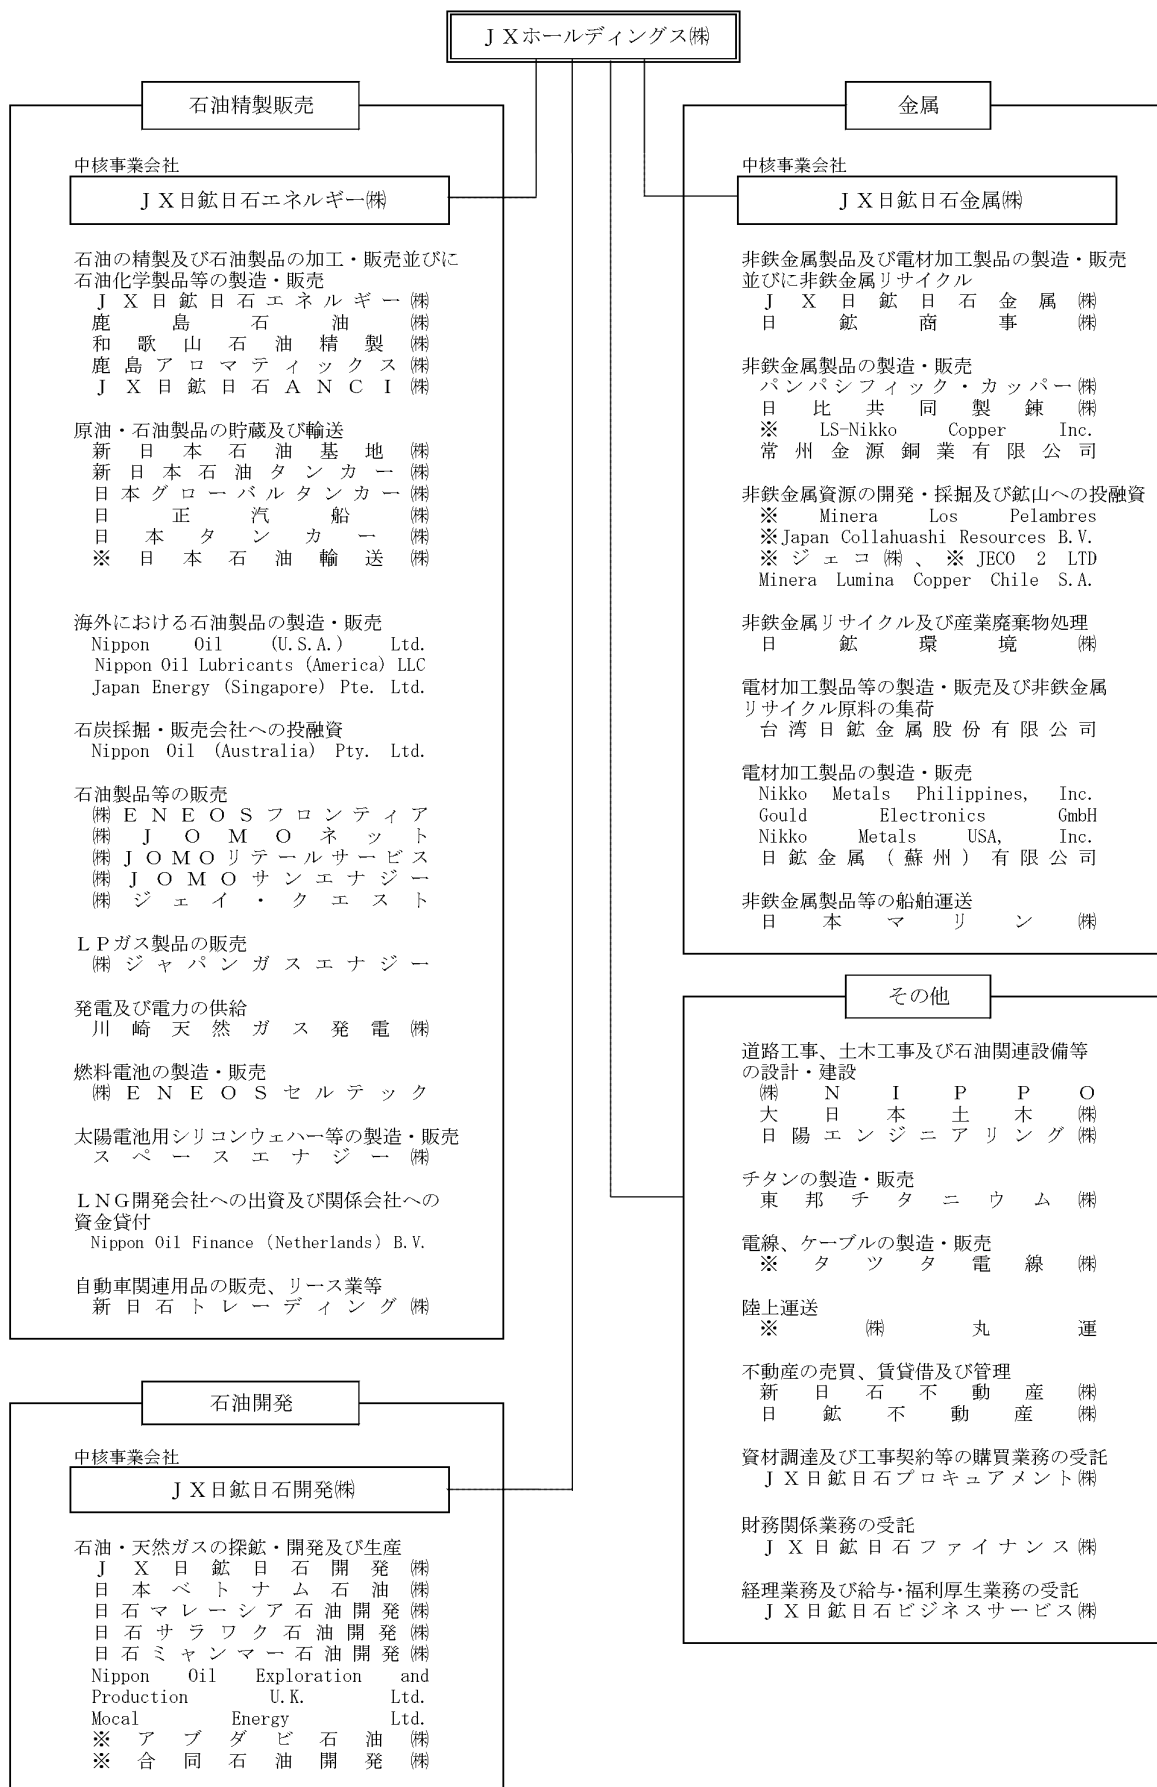 ＪＸホールディングス㈱
石油精製販売
中核事業会社
ＪＸ日鉱日石エネルギー㈱
石油の精製及び石油製品の加工・販売並びに
石油化学製品等の製造・販売
ＪＸ日鉱日石エネルギー㈱
鹿島石油㈱
和歌山石油精製㈱
鹿島アロマティックス㈱
ＪＸ日鉱日石ＡＮＣＩ㈱
原油・石油製品の貯蔵及び輸送
新日本石油基地㈱
新日本石油タンカー㈱
日本グローバルタンカー㈱
日正汽船㈱
日本タンカー㈱
※日本石油輸送㈱
海外における石油製品の製造・販売
Nippon Oil (U.S.A.) Ltd.
Nippon Oil Lubricants (America) LLC
Japan Energy (Singapore) Pte. Ltd.
石炭採掘・販売会社への投融資
Nippon Oil (Australia) Pty. Ltd.
石油製品等の販売
㈱ＥＮＥＯＳフロンティア
㈱ＪＯＭＯネット
㈱ＪＯＭＯリテールサービス
㈱ＪＯＭＯサンエナジー
㈱ジェイ・クエスト
ＬＰガス製品の販売
㈱ジャパンガスエナジー
発電及び電力の供給
川崎天然ガス発電㈱
燃料電池の製造・販売
㈱ＥＮＥＯＳセルテック
太陽電池用シリコンウェハー等の製造・販売
スペースエナジー㈱
ＬＮＧ開発会社への出資及び関係会社への
資金貸付
Nippon Oil Finance (Netherlands) B.V.
自動車関連用品の販売、リース業等
新日石トレーディング㈱
石油開発
中核事業会社
ＪＸ日鉱日石開発㈱
石油・天然ガスの探鉱・開発及び生産
ＪＸ日鉱日石開発㈱
日本ベトナム石油㈱
日石マレーシア石油開発㈱
日石サラワク石油開発㈱
日石ミャンマー石油開発㈱
Nippon Oil Exploration and
Production U.K. Ltd.
Mocal Energy Ltd.
※アブダビ石油㈱
※合同石油開発㈱
金属
中核事業会社
ＪＸ日鉱日石金属㈱
非鉄金属製品及び電材加工製品の製造・販売
並びに非鉄金属リサイクル
ＪＸ日鉱日石金属㈱
日鉱商事㈱
非鉄金属製品の製造・販売
パンパシフィック・カッパー㈱
日比共同製錬㈱
※ LS-Nikko Copper Inc.
常州金源銅業有限公司
非鉄金属資源の開発・採掘及び鉱山への投融資
※ Minera Los Pelambres
※Japan Collahuashi Resources B.V.
※ジェコ㈱、※JECO 2 LTD
Minera Lumina Copper Chile S.A.
非鉄金属リサイクル及び産業廃棄物処理
日鉱環境㈱
電材加工製品等の製造・販売及び非鉄金属
リサイクル原料の集荷
台湾日鉱金属股份有限公司
電材加工製品の製造・販売
Nikko Metals Philippines, Inc.
Gould Electronics GmbH
Nikko Metals USA, Inc.
日鉱金属（蘇州）有限公司
非鉄金属製品等の船舶運送
日本マリン㈱
その他
道路工事、土木工事及び石油関連設備等
の設計・建設
㈱ＮＩＰＰＯ
大日本土木㈱
日陽エンジニアリング㈱
チタンの製造・販売
東邦チタニウム㈱
電線、ケーブルの製造・販売
※タツタ電線㈱
陸上運送
※㈱丸運
不動産の売買、賃貸借及び管理
新日石不動産㈱
日鉱不動産㈱
資材調達及び工事契約等の購買業務の受託
ＪＸ日鉱日石プロキュアメント㈱
財務関係業務の受託
ＪＸ日鉱日石ファイナンス㈱
経理業務及び給与・福利厚生業務の受託
ＪＸ日鉱日石ビジネスサービス㈱